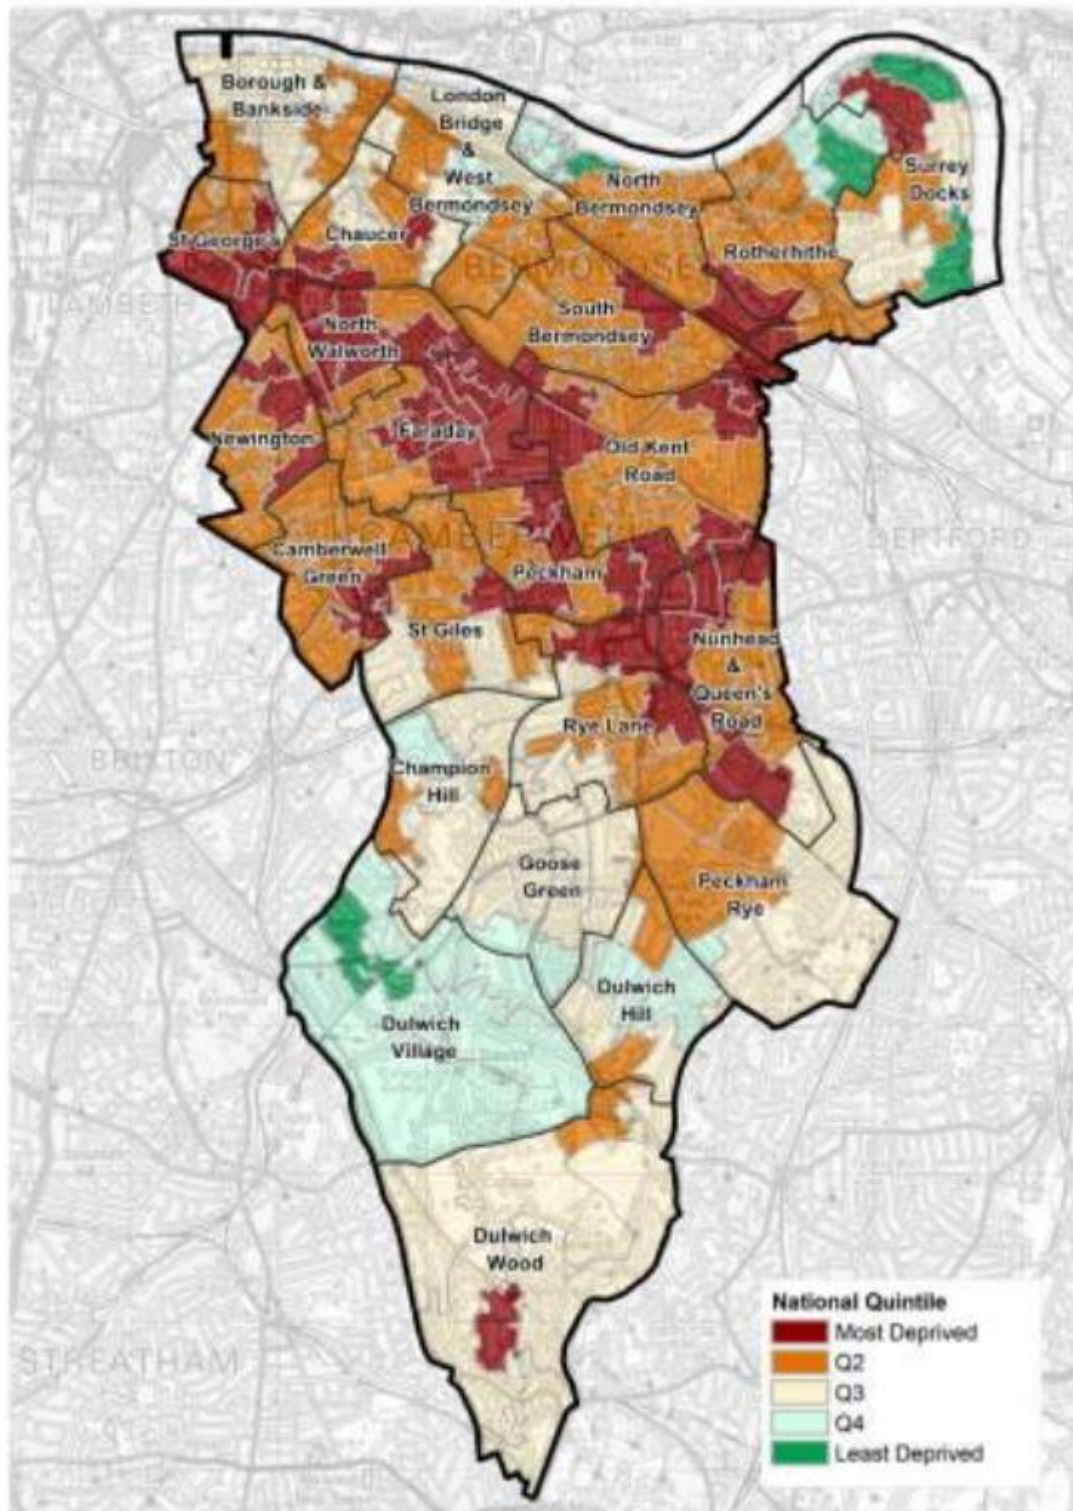 Borough &
Bankside
London
Bridge
&
West
Bermondsey
North
Bermondsey
Surrey
Docks
St George's
Chaucer
Rotherhithe
LAMBETH
South
Bermondsey
North
Walworth
Newington
Faraday
Old Kent
Road
CAMBERWELL
DEPTFORD
Camberwell
Green
Peckham
St Giles
Nunhead
&
Queen's
Road
Rye Lane
BRIXTON
Champion
Hill
Goose
Green
Peckham
Rye
Dulwich
Hill
Dulwich
Village
Dulwich
Wood
STREATHAM
National Quintile
Most Deprived
Q2
Q3
Q4
Least Deprived